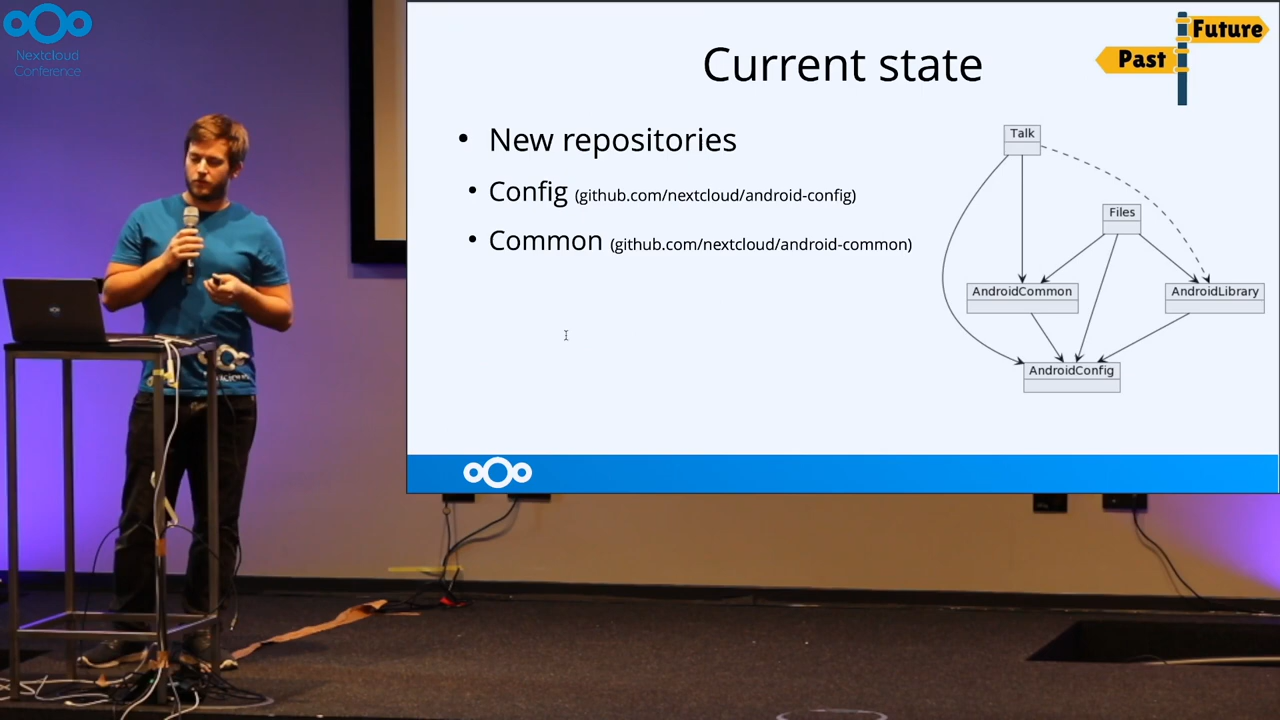 Nextcloud
Conference
Current state
Future
Past
• New repositories
• Config (github.com/nextcloud/android-config)
• Common (github.com/nextcloud/android-common)
Talk
Files
AndroidCommon
AndroidLibrary
AndroidConfig